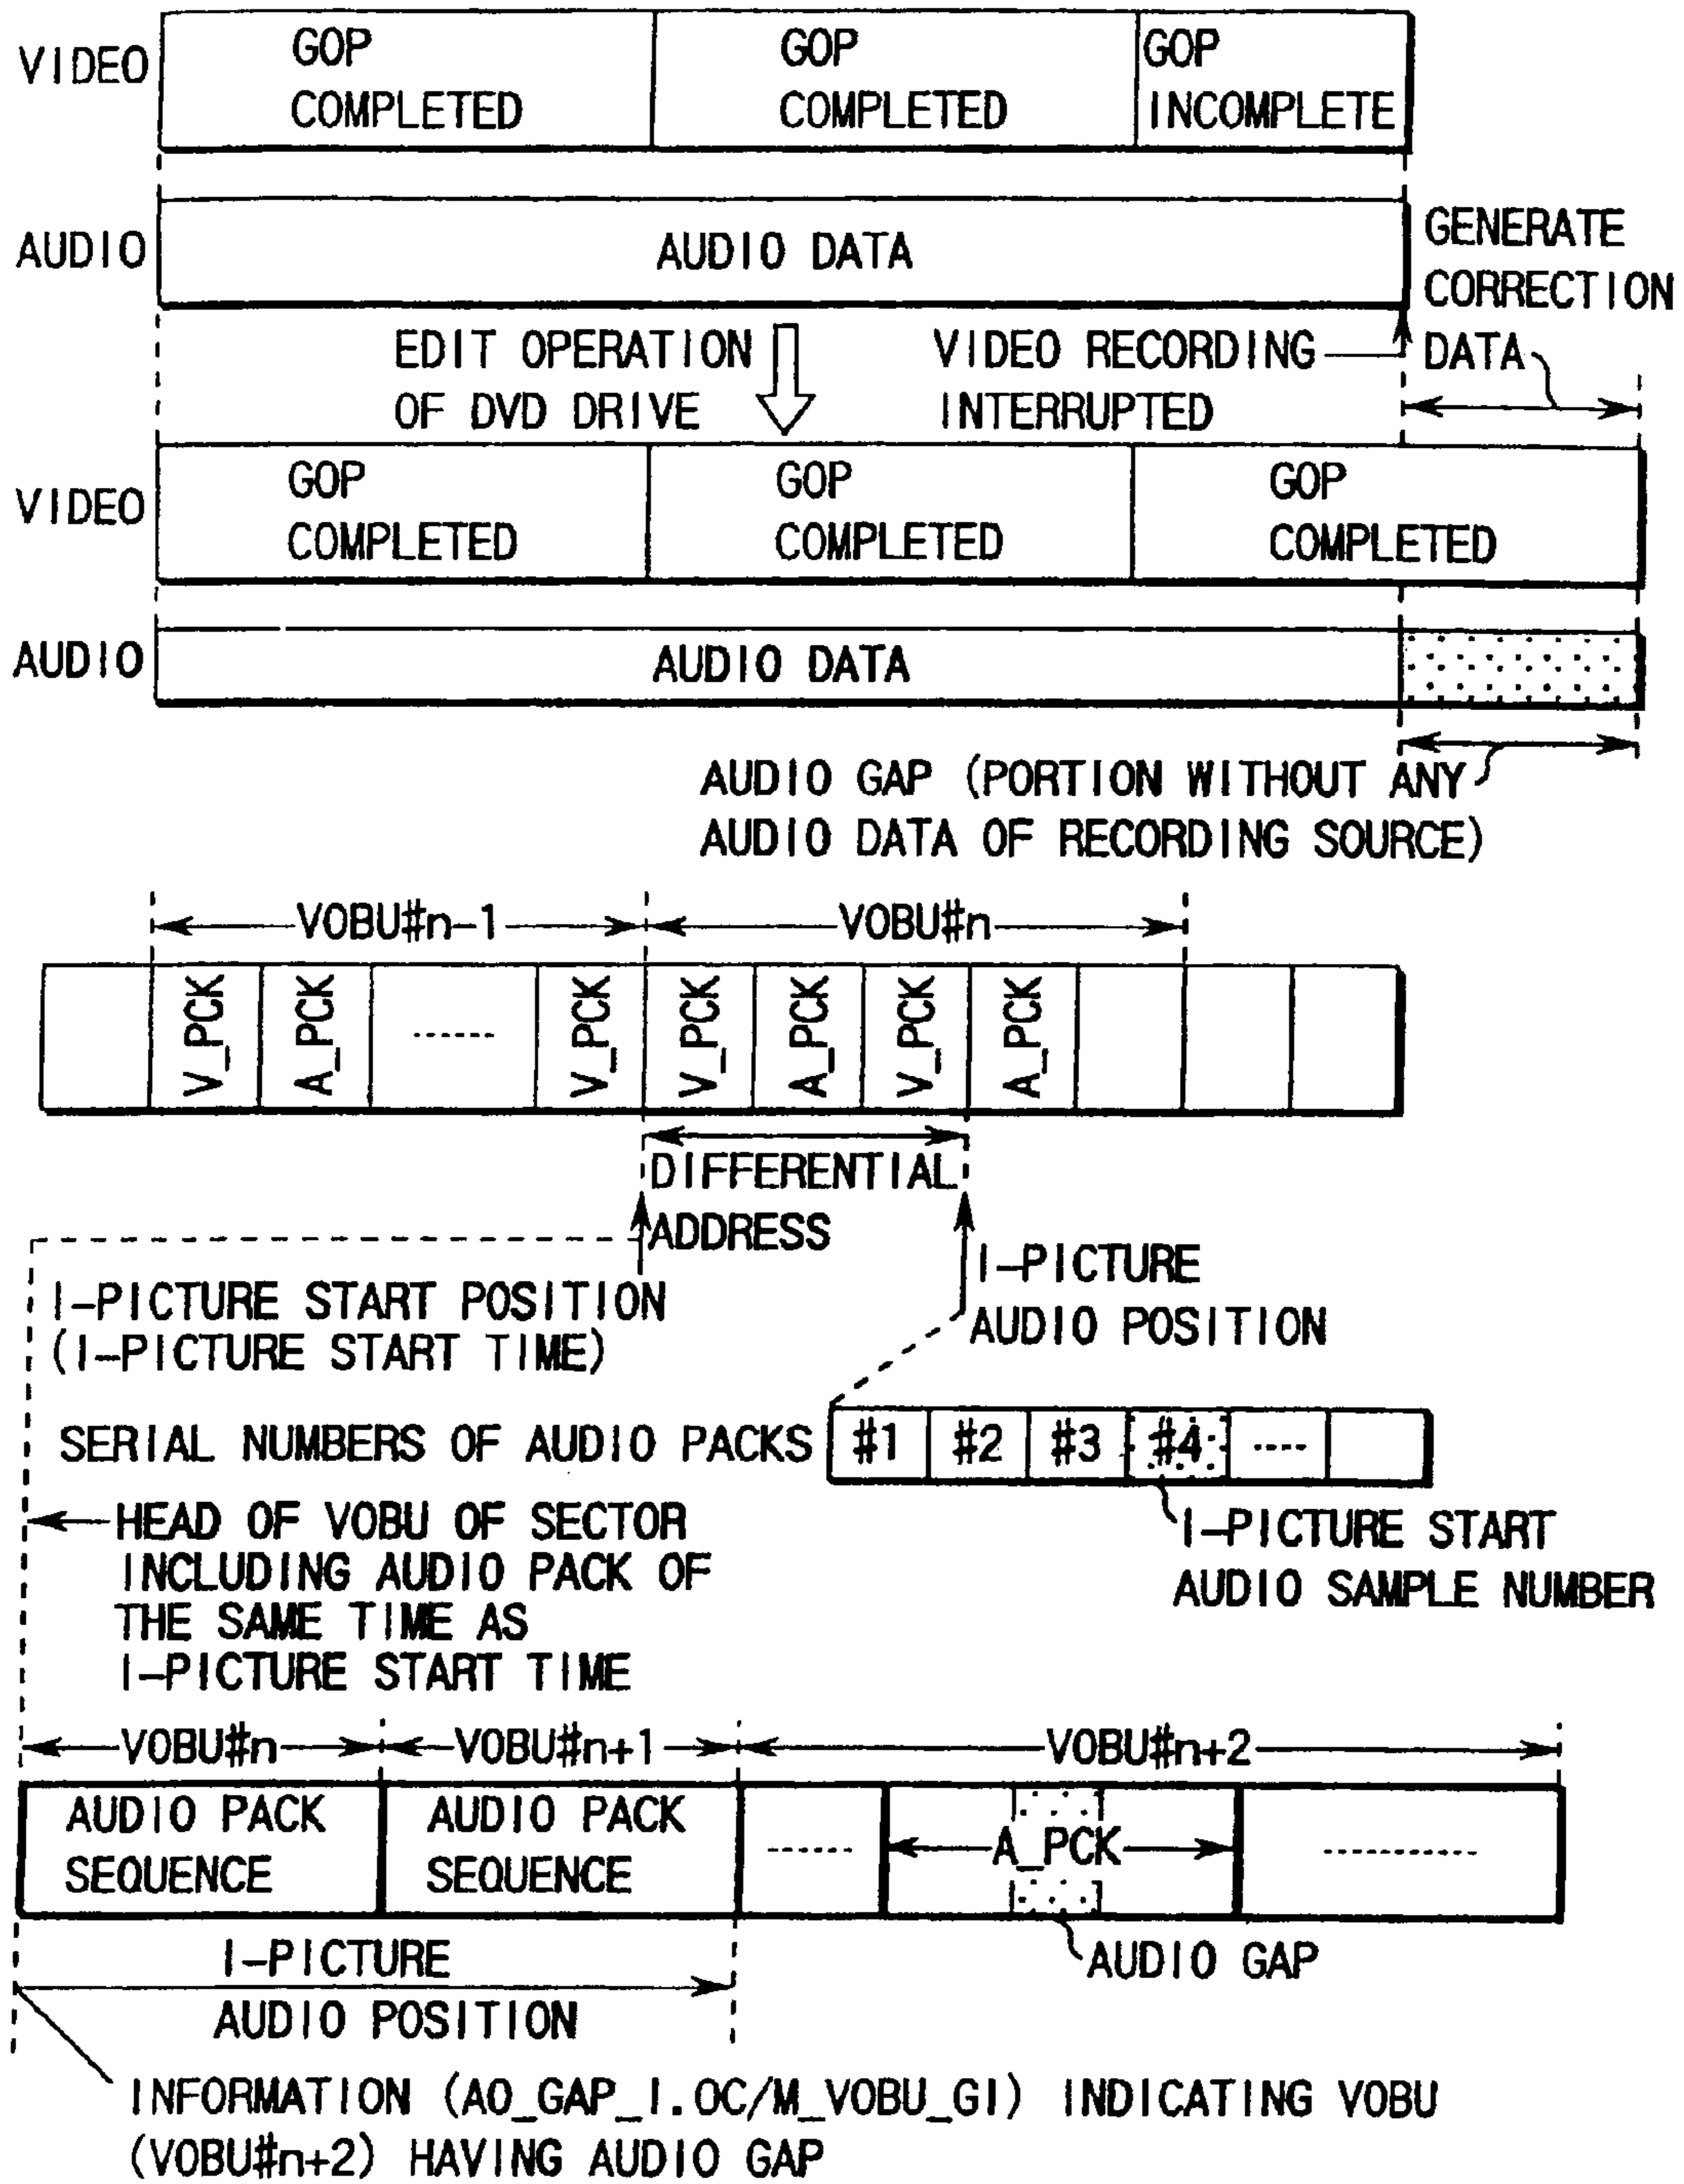 VIDEO
GOP
COMPLETED
GOP
COMPLETED
GOP
INCOMPLETE
AUDIO
AUDIO DATA
GENERATE
CORRECTION
DATA
EDIT OPERATION
OF DVD DRIVE
VIDEO RECORDING
INTERRUPTED
VIDEO
GOP
COMPLETED
GOP
COMPLETED
GOP
COMPLETED
AUDIO
AUDIO DATA
AUDIO GAP (PORTION WITHOUT ANY
AUDIO DATA OF RECORDING SOURCE)
VOBU#n-1
VOBU#n
V_PCK
A_PCK
V_PCK
V_PCK
A_PCK
V_PCK
A_PCK
DIFFERENTIAL
ADDRESS
I-PICTURE START POSITION
(I-PICTURE START TIME)
I-PICTURE
AUDIO POSITION
SERIAL NUMBERS OF AUDIO PACKS
#1
#2
#3
#4
I-PICTURE START
AUDIO SAMPLE NUMBER
HEAD OF VOBU OF SECTOR
INCLUDING AUDIO PACK OF
THE SAME TIME AS
I-PICTURE START TIME
VOBU#n
VOBU#n+1
VOBU#n+2
AUDIO PACK
SEQUENCE
AUDIO PACK
SEQUENCE
A_PCK
AUDIO GAP
I-PICTURE
AUDIO POSITION
INFORMATION (A0_GAP_I.OC/M_VOBU_GI) INDICATING VOBU
(VOBU#n+2) HAVING AUDIO GAP